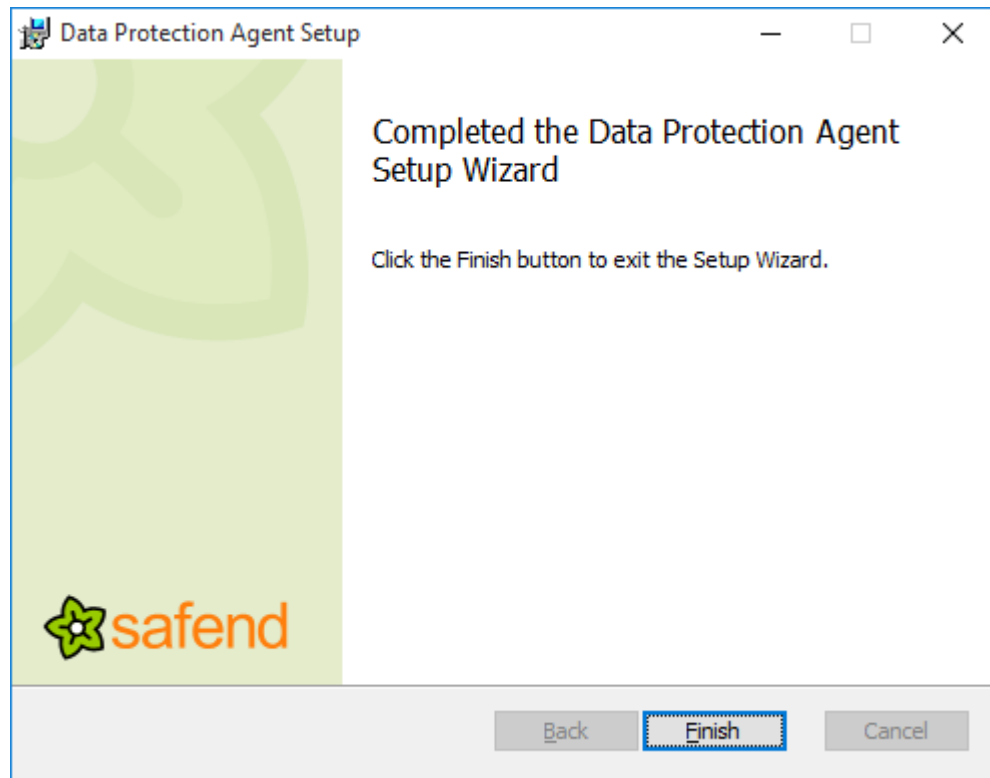 Data Protection Agent Setup
Completed the Data Protection Agent
Setup Wizard
Click the Finish button to exit the Setup Wizard.
safend
Back
Finish
Cancel